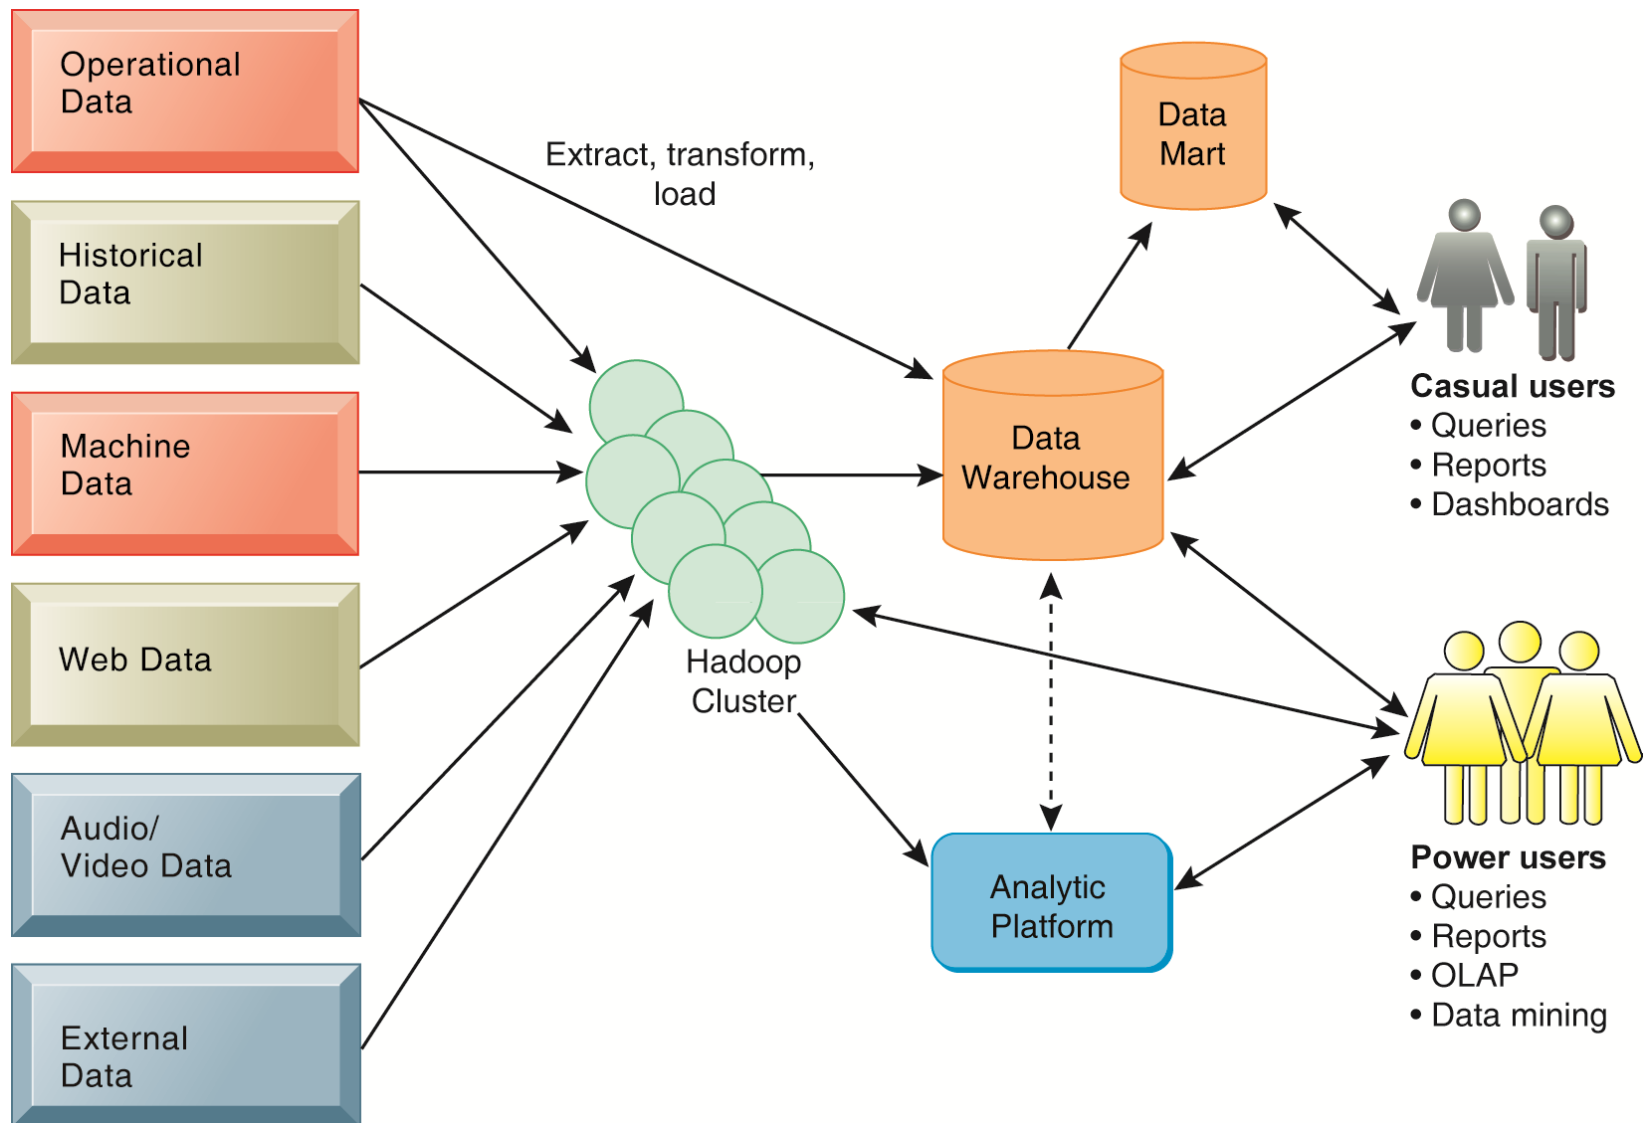 Operational
Data
Historical
Data
Machine
Data
Web Data
Audio/
Video Data
External
Data
Extract, transform,
load
Hadoop
Cluster
Data
Mart
Data
Warehouse
Analytic
Platform
Casual users
• Queries
• Reports
• Dashboards
Power users
• Queries
• Reports
• OLAP
• Data mining